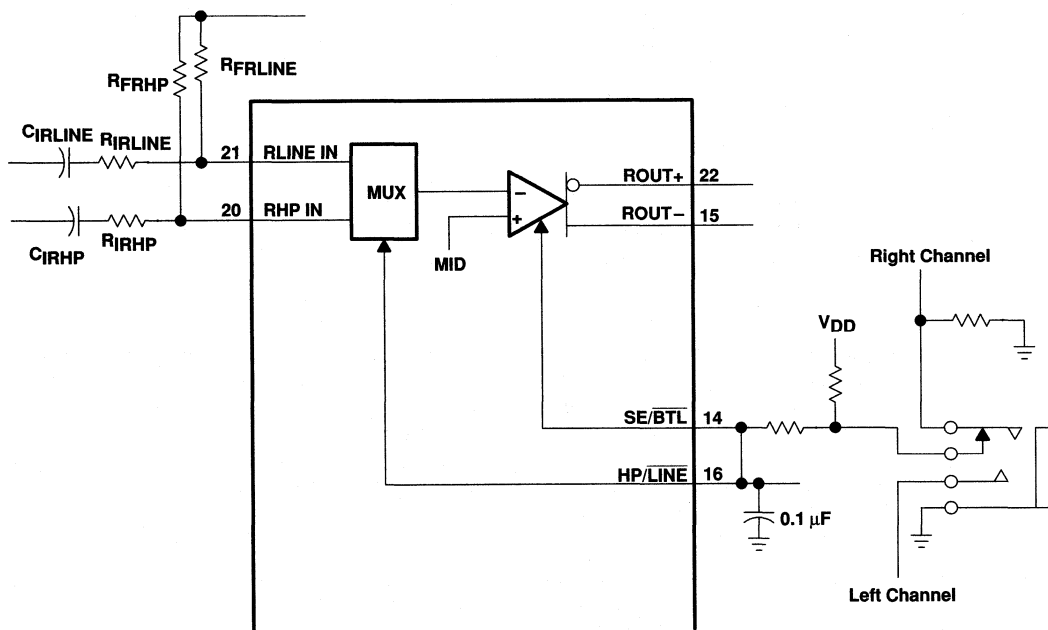 RFRHP
RFRLINE
CIRLINE
RIRLINE
21
RLINE IN
MUX
20
RHP IN
CIRHP
RIRHP
MID
−
+
ROUT+
22
ROUT−
15
Right Channel
VDD
SE/BTL
14
HP/LINE
16
0.1 μF
Left Channel